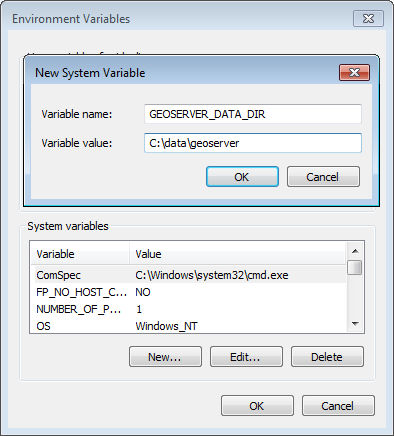 Environment Variables
New System Variable
Variable name: GEOSERVER_DATA_DIR
Variable value: C:\data\geoserver
OK Cancel
System variables
Variable Value
ComSpec C:\Windows\system32\cmd.exe
FP_NO_HOST_C... NO
NUMBER_OF_P... 1
OS Windows_NT
New... Edit... Delete
OK Cancel